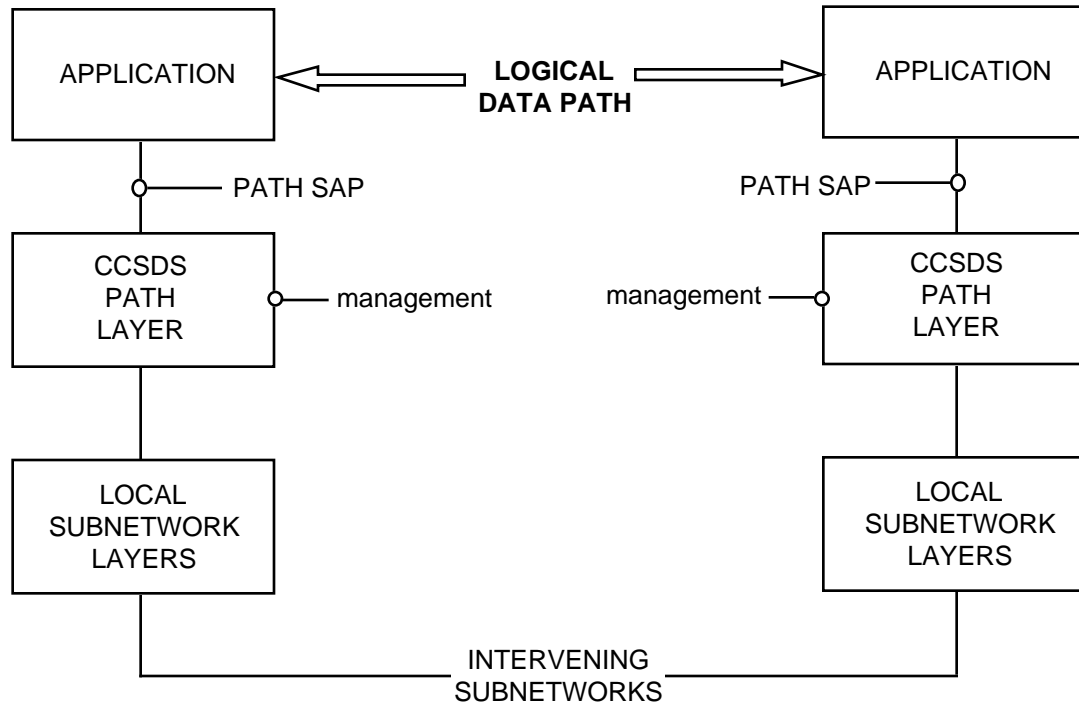 APPLICATION
LOGICAL
DATA PATH
APPLICATION
PATH SAP
PATH SAP
CCSDS
PATH
LAYER
management
management
CCSDS
PATH
LAYER
LOCAL
SUBNETWORK
LAYERS
LOCAL
SUBNETWORK
LAYERS
INTERVENING
SUBNETWORKS